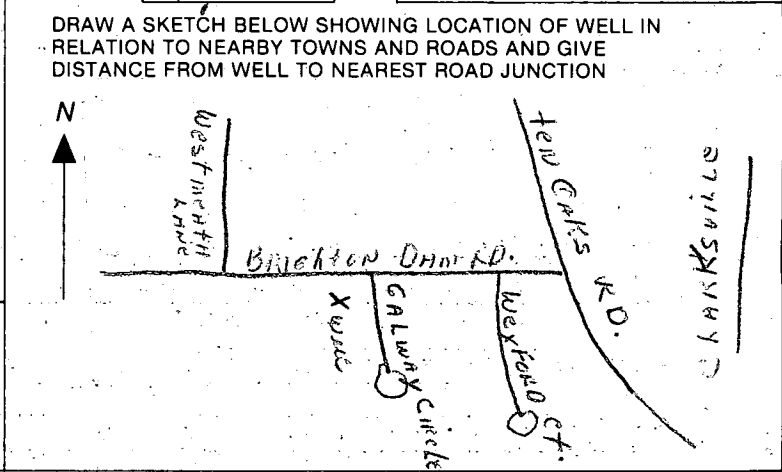 DRAW A SKETCH BELOW SHOWING LOCATION OF WELL IN
RELATION TO NEARBY TOWNS AND ROADS AND GIVE
DISTANCE FROM WELL TO NEAREST ROAD JUNCTION
N
Westmeath
LANE
Brighton DAM RD.
TEN OAKS RD.
CLARKSVILLE
X Well
GALWAY CIRCLE
WEXFORD Ct.